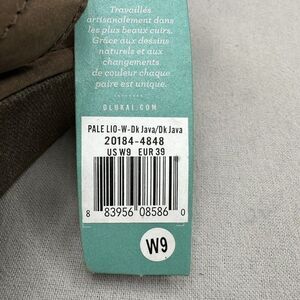 Travaillés
artisanalement dans
les plus beaux cuirs.
Grâce aux dessins
naturels et aux
changements
de couleur chaque
paire est unique.
OLUKAI.COM
PALE LIO-W-Dk Java/Dk Java
20184-4848
US W9 EUR 39
8 83956 08586 0
W9